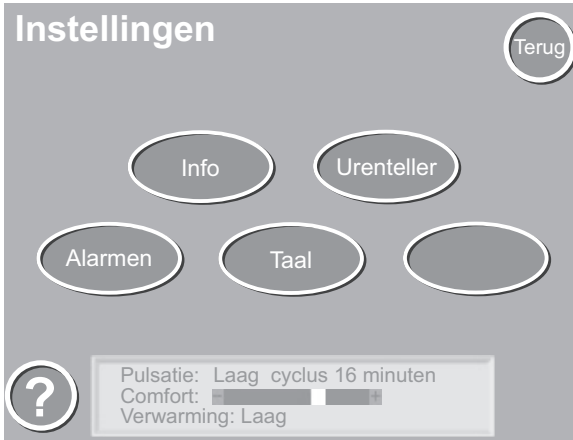 Instellingen
Terug
Info
Urenteller
Alarmen
Taal
?
Pulsatie: Laag cyclus 16 minuten
Comfort: - +
Verwarming: Laag